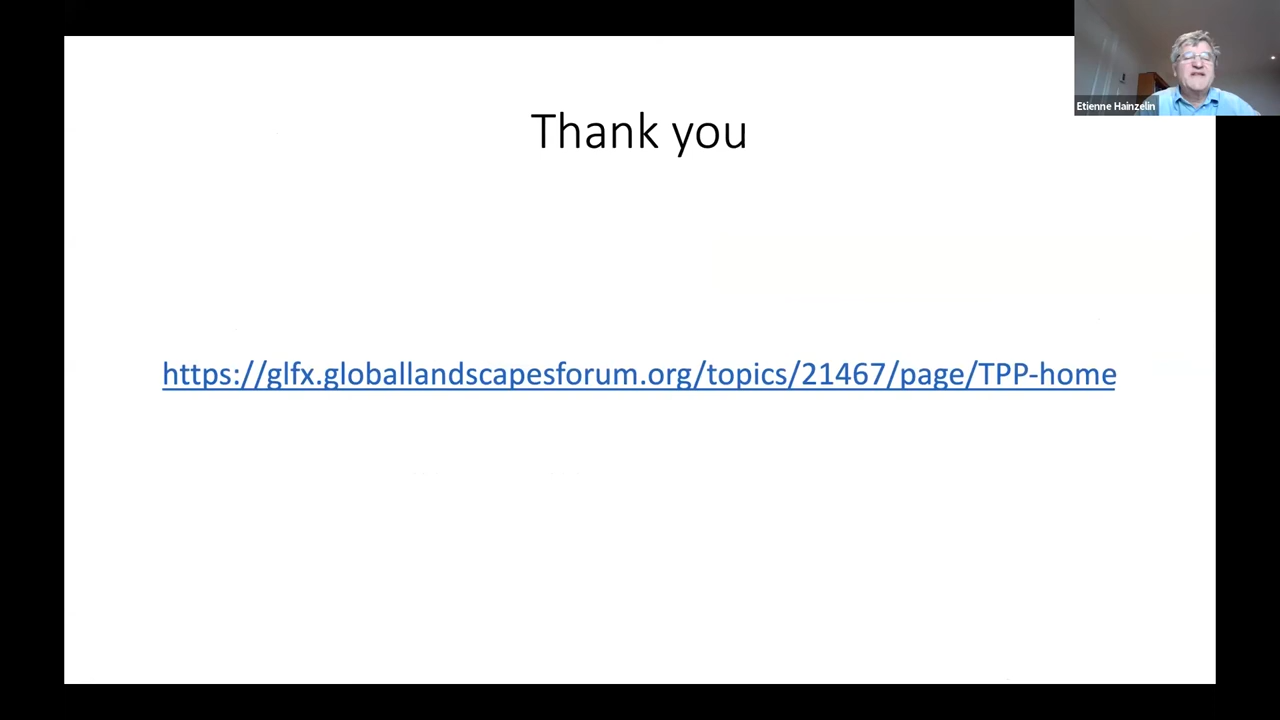 Thank you
Etienne Hainzelin
https://glfx.globallandscapesforum.org/topics/21467/page/TPP-home